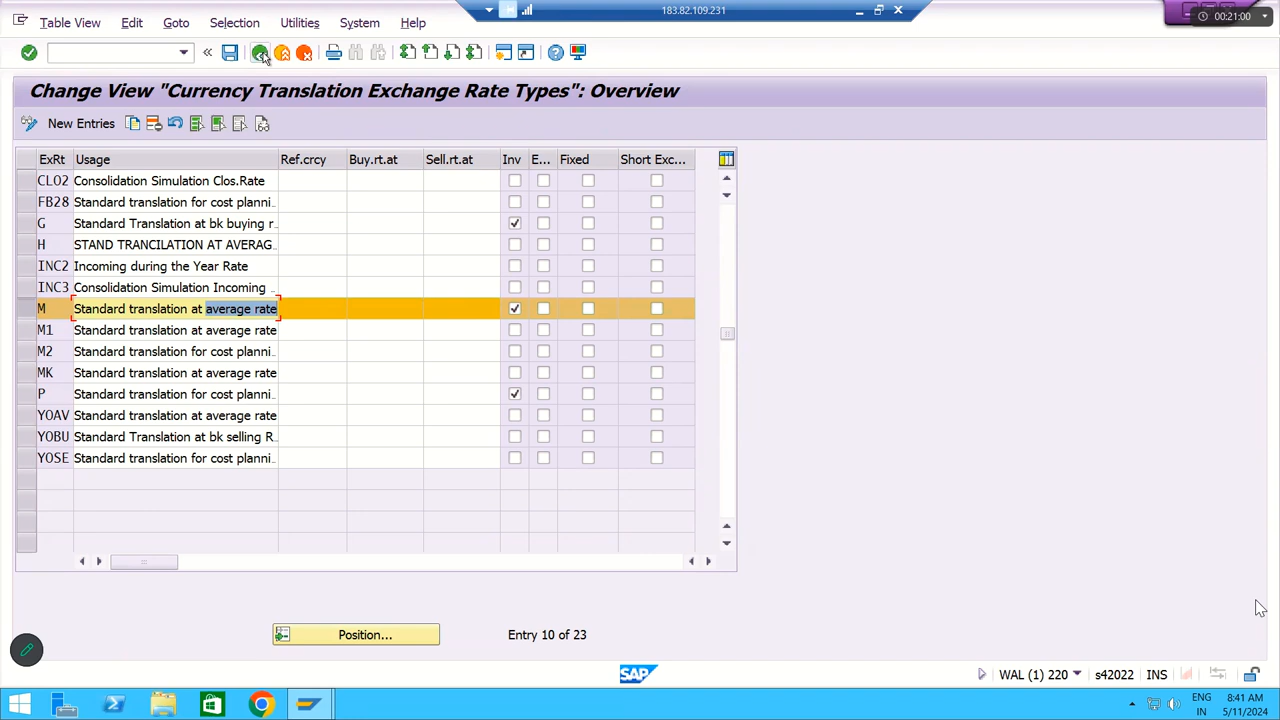 183.82.109.231
00:21:00
Table View Edit Goto Selection Utilities System Help
Change View "Currency Translation Exchange Rate Types": Overview
New Entries
ExRt Usage Ref.crcy Buy.rt.at Sell.rt.at Inv E... Fixed Short Exc...
CLO2 Consolidation Simulation Clos.Rate
FB28 Standard translation for cost planni...
G Standard Translation at bk buying r...
H STAND TRANCILATION AT AVERAG...
INC2 Incoming during the Year Rate
INC3 Consolidation Simulation Incoming ...
M Standard translation at average rate
M1 Standard translation at average rate
M2 Standard translation for cost planni...
MK Standard translation at average rate
P Standard translation for cost planni...
YOAV Standard translation at average rate
YOBU Standard Translation at bk selling R...
YOSE Standard translation for cost planni...
Position... Entry 10 of 23
SAP WAL (1) 220 s42022 INS
ENG 8:41 AM
IN 5/11/2024